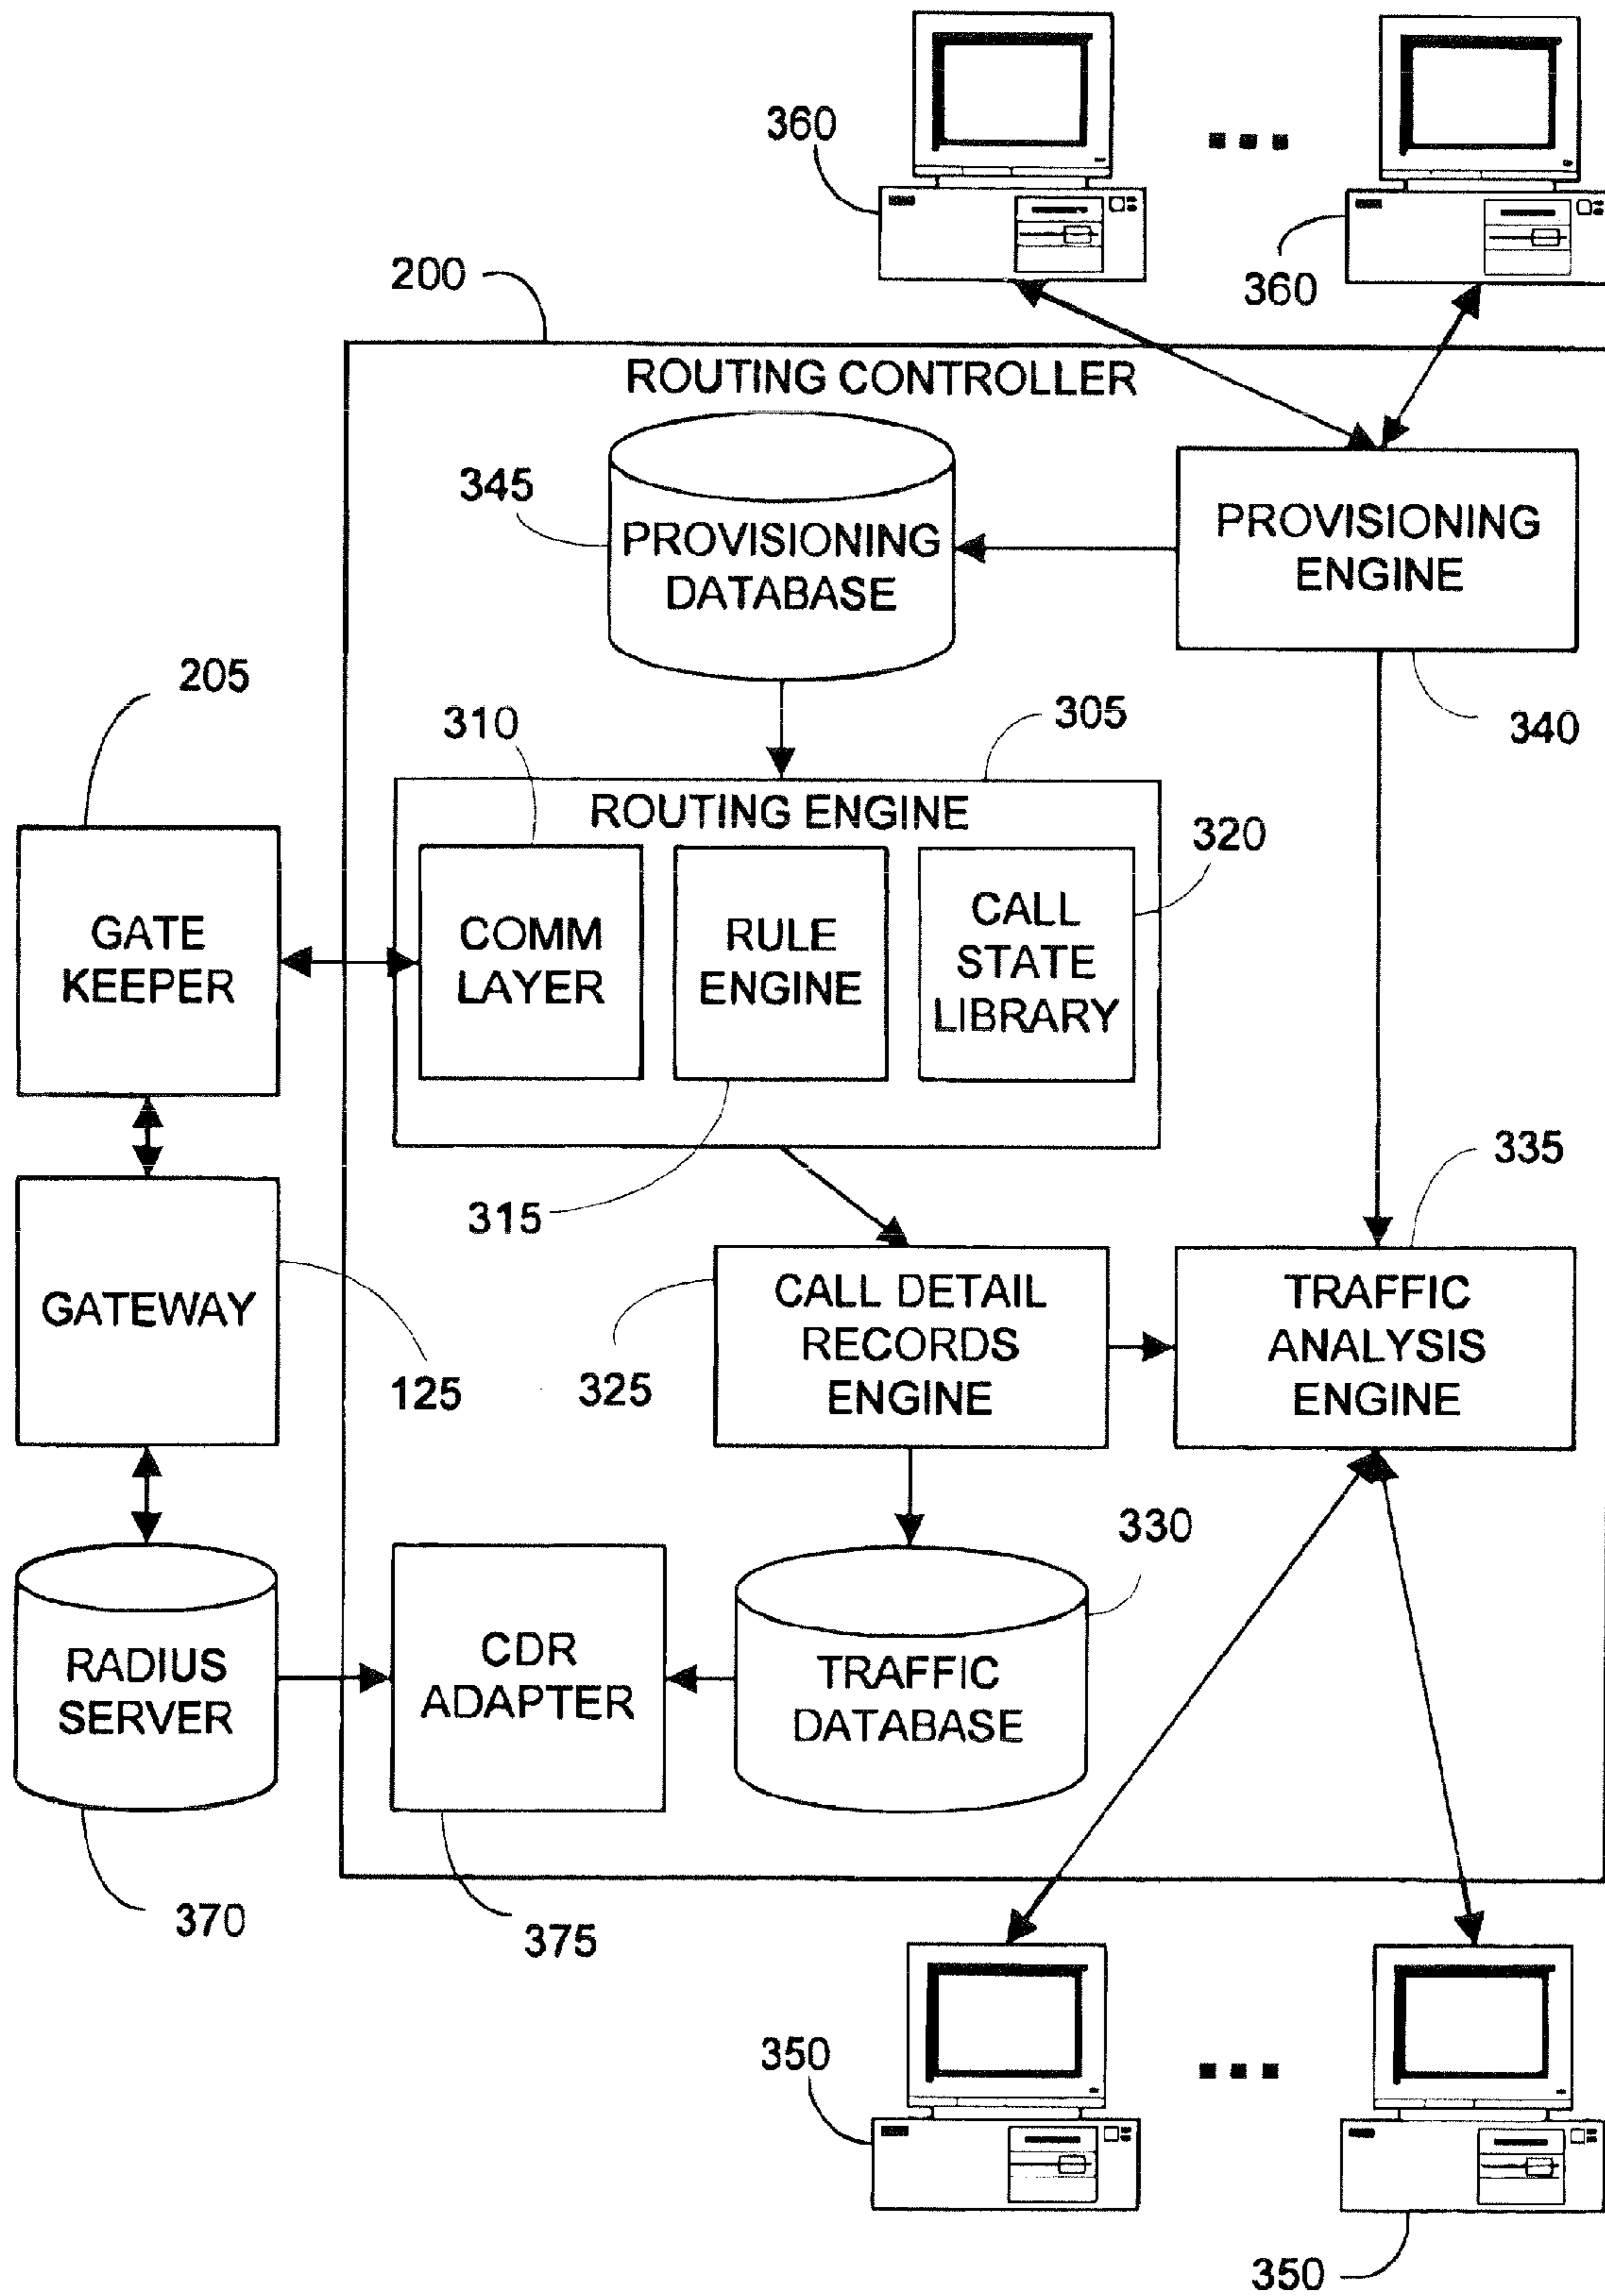 360
360
200
ROUTING CONTROLLER
345
PROVISIONING
DATABASE
PROVISIONING
ENGINE
340
205
310
305
ROUTING ENGINE
320
GATE
KEEPER
COMM
LAYER
RULE
ENGINE
CALL
STATE
LIBRARY
315
335
GATEWAY
125
325
CALL DETAIL
RECORDS
ENGINE
TRAFFIC
ANALYSIS
ENGINE
330
RADIUS
SERVER
CDR
ADAPTER
TRAFFIC
DATABASE
370
375
350
350